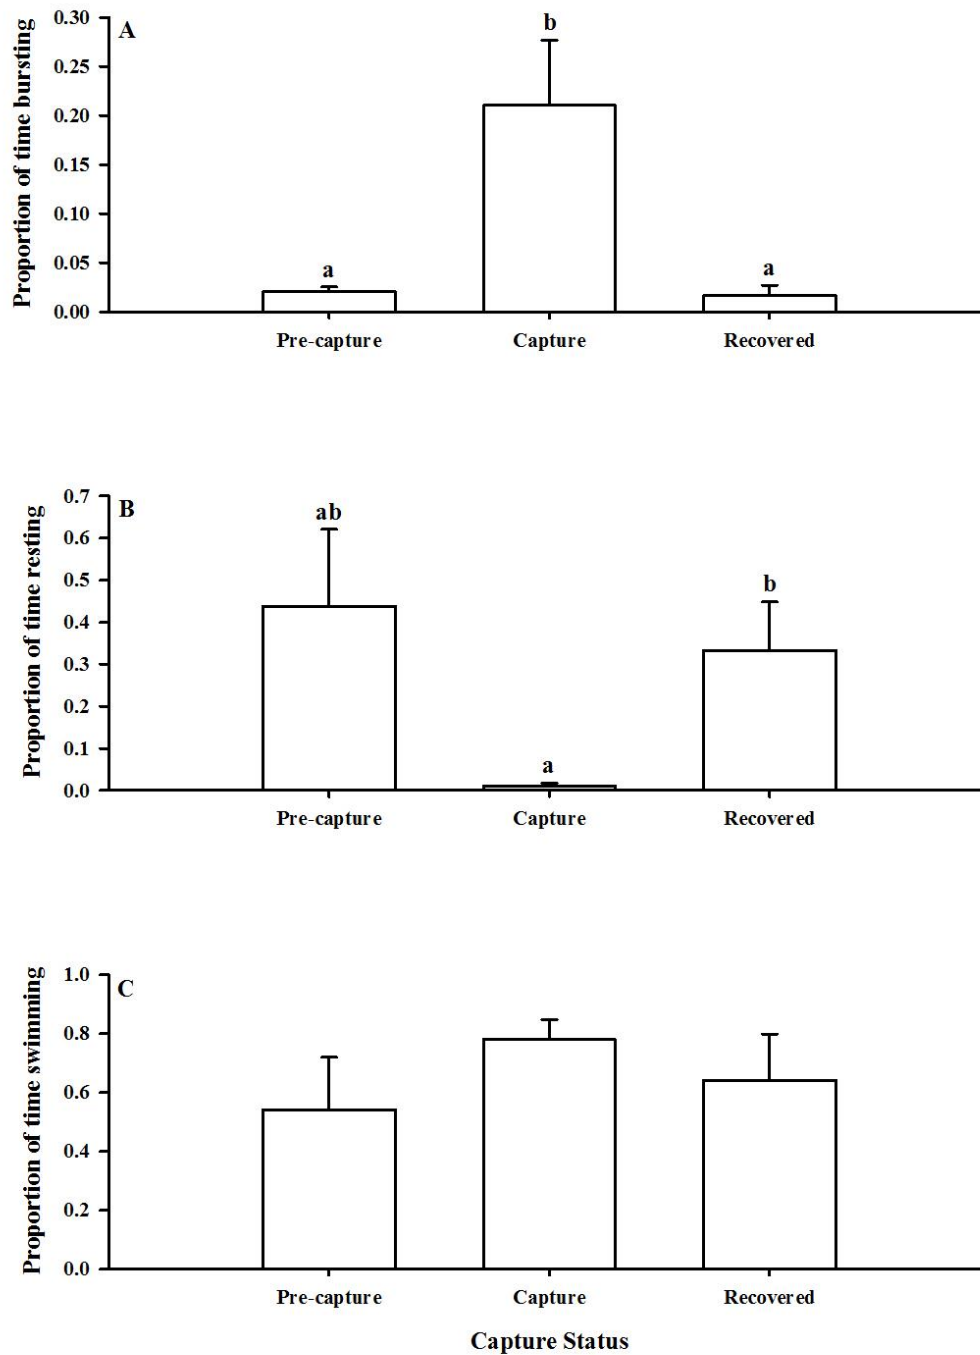 A
Proportion of time bursting
0.30
0.25
0.20
0.15
0.10
0.05
0.00
a
b
a
Pre-capture Capture Recovered
B
Proportion of time resting
0.7
0.6
0.5
0.4
0.3
0.2
0.1
0.0
ab
a
b
Pre-capture Capture Recovered
C
Proportion of time swimming
1.0
0.8
0.6
0.4
0.2
0.0
Pre-capture Capture Recovered
Capture Status